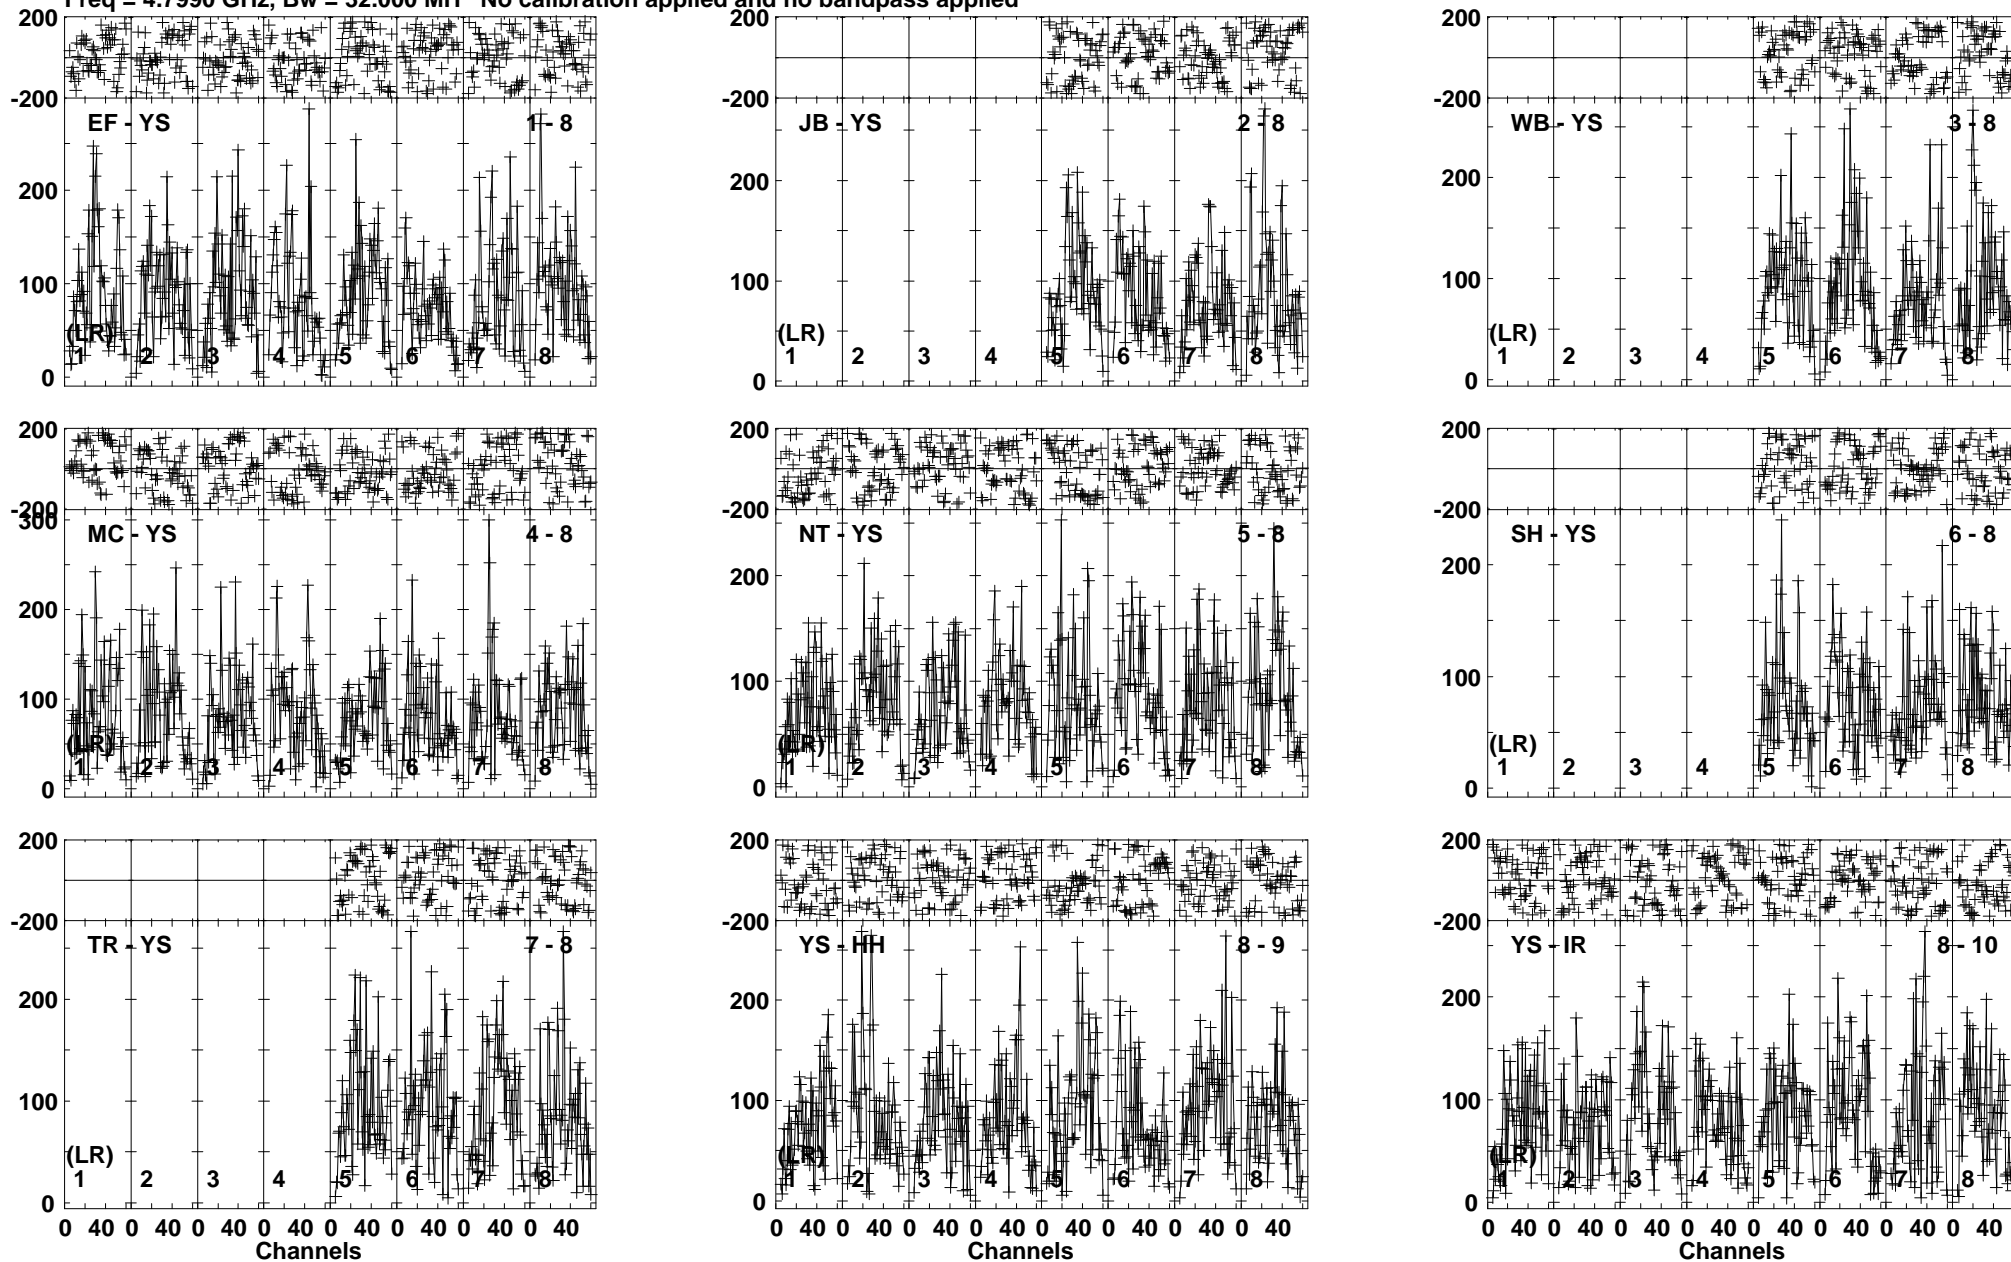 Freq = 4.7990 GHz, Bw = 32.000 MH No calibration applied and no bandpass applied
200 200 200
-200 -200 -200
EF - YS 1 - 8 JB - YS 2 - 8 WB - YS 3 - 8
200 200 200
100 100 100
(LR) (LR) (LR)
1 2 3 4 5 6 7 8 1 2 3 4 5 6 7 8 1 2 3 4 5 6 7 8
0 0 0
200 200 200
-200 -200 -200
300
MC - YS 4 - 8 NT - YS 5 - 8 SH - YS 6 - 8
200 200
100 100 100
(LR) (LR) (LR)
1 2 3 4 5 6 7 8 1 2 3 4 5 6 7 8 1 2 3 4 5 6 7 8
0 0 0
200 200 200
-200 -200 -200
TR - YS 7 - 8 YS - HH 8 - 9 YS - IR 8 - 10
200 200 200
100 100 100
(LR) (LR) (LR)
1 2 3 4 5 6 7 8 1 2 3 4 5 6 7 8 1 2 3 4 5 6 7 8
0 0 0
0 40 0 40 0 40 0 40 0 40 0 40 0 40 0 40 0 40 0 40 0 40 0 40 0 40 0 40 0 40 0 40 0 40 0 40 0 40 0 40 0 40 0 40 0 40 0 40
Channels Channels Channels